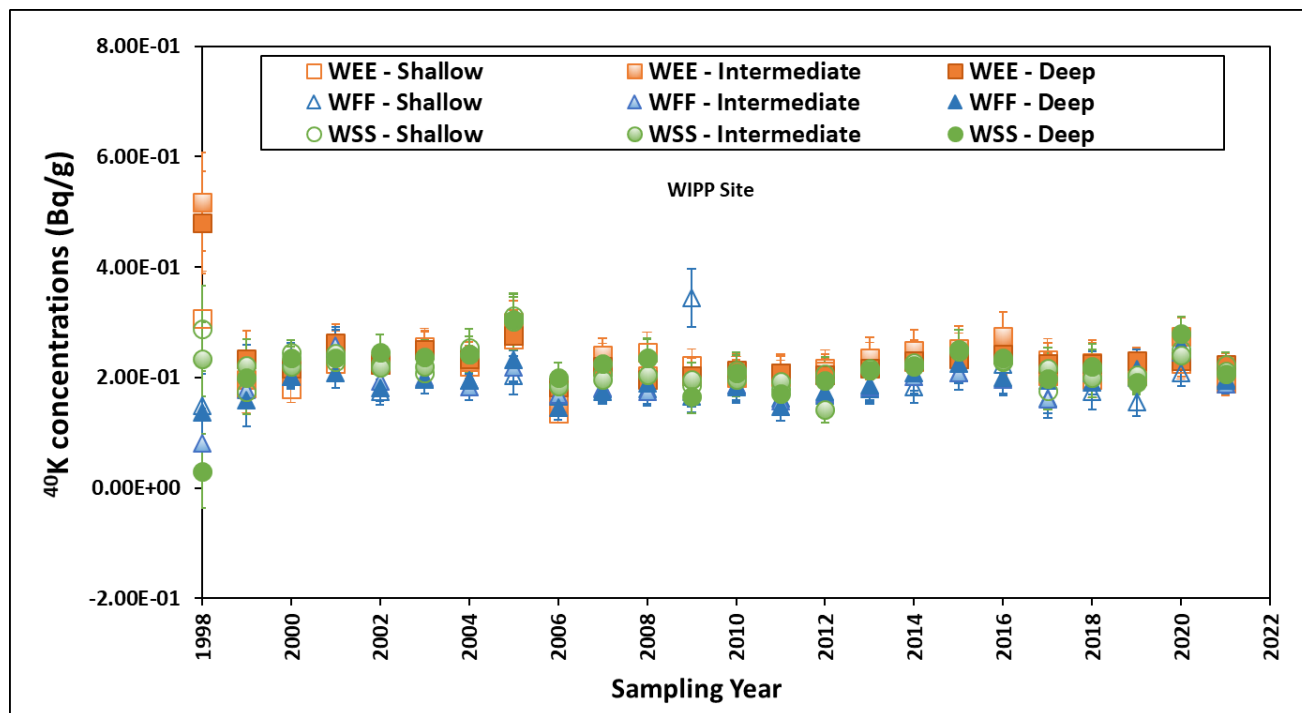 8.00E-01
WEE - Shallow WEE - Intermediate WEE - Deep
WFF - Shallow WFF - Intermediate WFF - Deep
WSS - Shallow WSS - Intermediate WSS - Deep
6.00E-01
WIPP Site
4.00E-01
2.00E-01
0.00E+00
-2.00E-01
⁴⁰K concentrations (Bq/g)
1998 2000 2002 2004 2006 2008 2010 2012 2014 2016 2018 2020 2022
Sampling Year